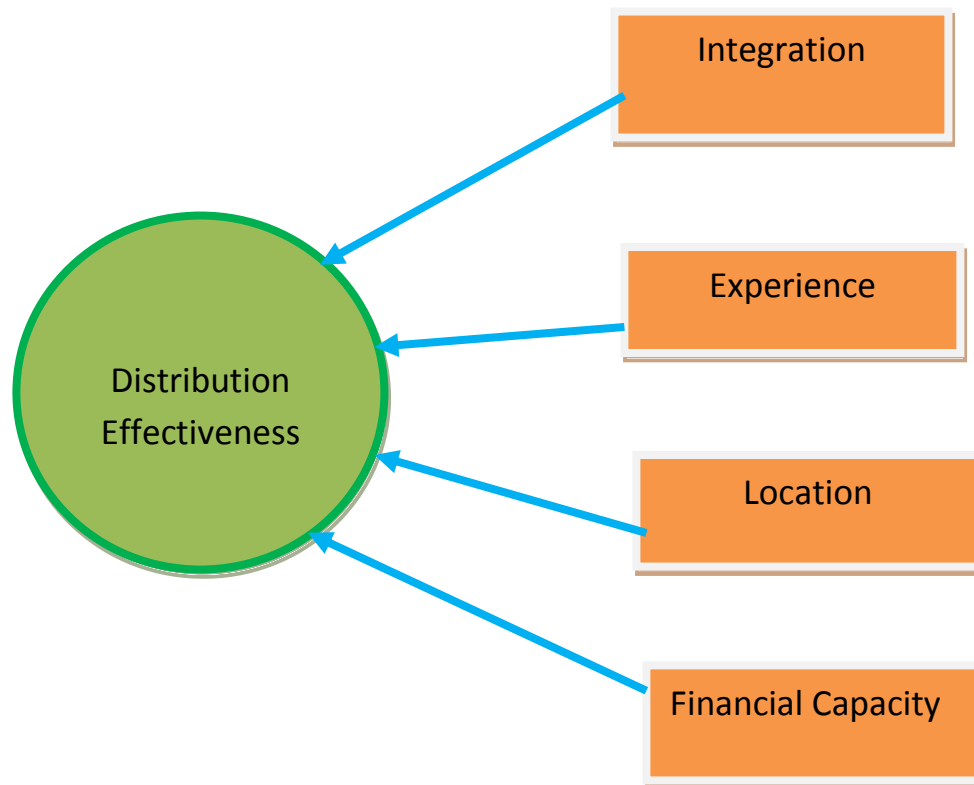 Integration
Experience
Distribution
Effectiveness
Location
Financial Capacity